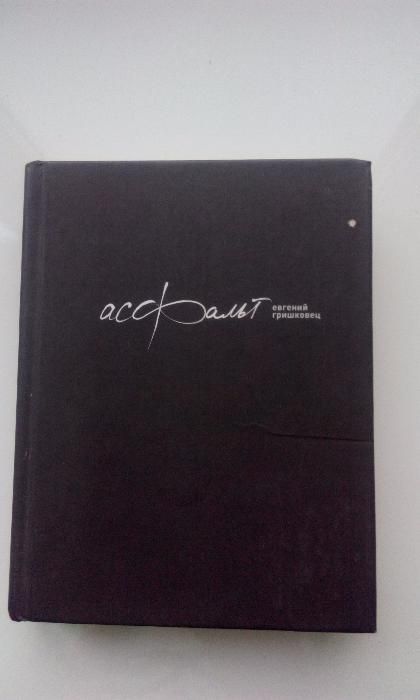 асфальт
евгений
гришковец